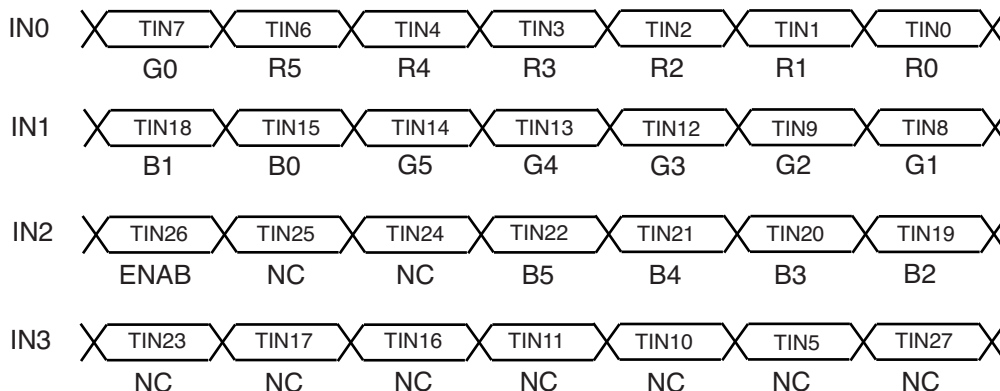 IN0 TIN7 TIN6 TIN4 TIN3 TIN2 TIN1 TIN0
G0 R5 R4 R3 R2 R1 R0
IN1 TIN18 TIN15 TIN14 TIN13 TIN12 TIN9 TIN8
B1 B0 G5 G4 G3 G2 G1
IN2 TIN26 TIN25 TIN24 TIN22 TIN21 TIN20 TIN19
ENAB NC NC B5 B4 B3 B2
IN3 TIN23 TIN17 TIN16 TIN11 TIN10 TIN5 TIN27
NC NC NC NC NC NC NC